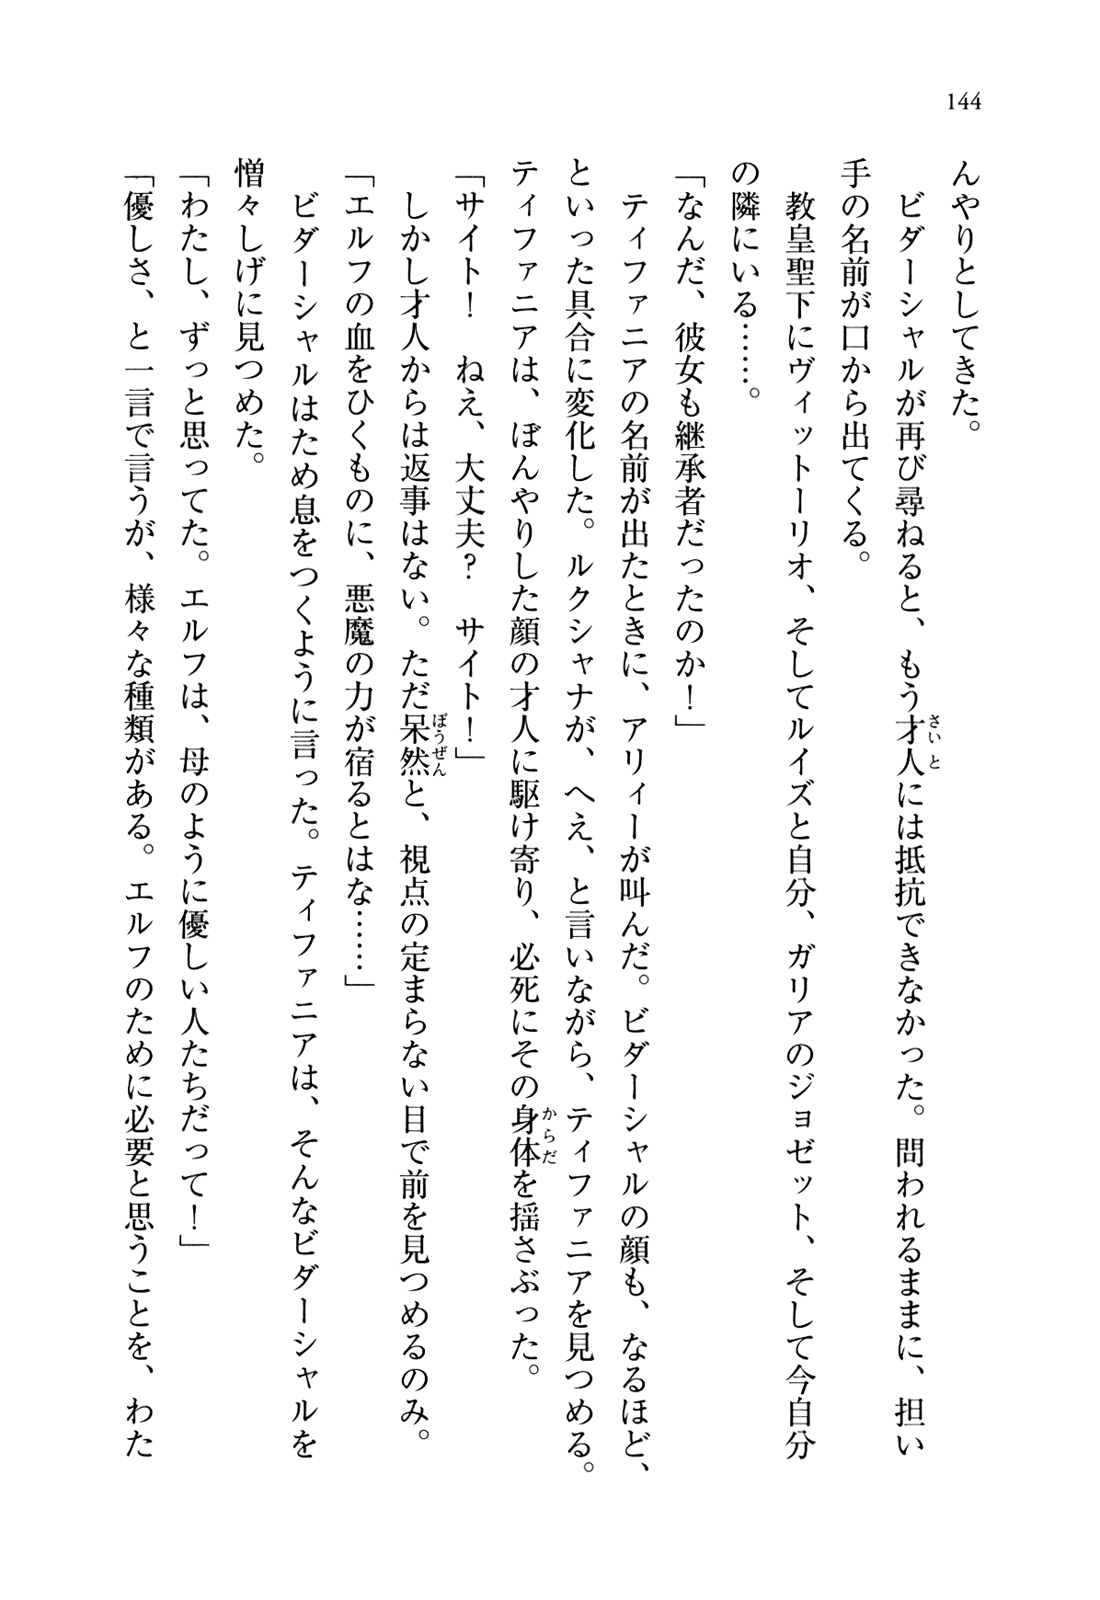 144
んやりとしてきた。
　ビダーシャルが再び尋ねると、もう才人には抵抗できなかった。問われるままに、担い
手の名前が口から出てくる。
　教皇聖下にヴィットーリオ、そしてルイズと自分、ガリアのジョゼット、そして今自分
の隣にいる……。
「なんだ、彼女も継承者だったのか！」
　ティファニアの名前が出たときに、アリィーが叫んだ。ビダーシャルの顔も、なるほど、
といった具合に変化した。ルクシャナが、へえ、と言いながら、ティファニアを見つめる。
ティファニアは、ぼんやりした顔の才人に駆け寄り、必死にその身体を揺さぶった。
「サイト！　ねえ、大丈夫？　サイト！」
　しかし才人からは返事はない。ただ呆然と、視点の定まらない目で前を見つめるのみ。
「エルフの血をひくものに、悪魔の力が宿るとはな……」
　ビダーシャルはため息をつくように言った。ティファニアは、そんなビダーシャルを
憎々しげに見つめた。
「わたし、ずっと思ってた。エルフは、母のように優しい人たちだって！」
「優しさ、と一言で言うが、様々な種類がある。エルフのために必要と思うことを、わた
さいと
からだ
ぼうぜん